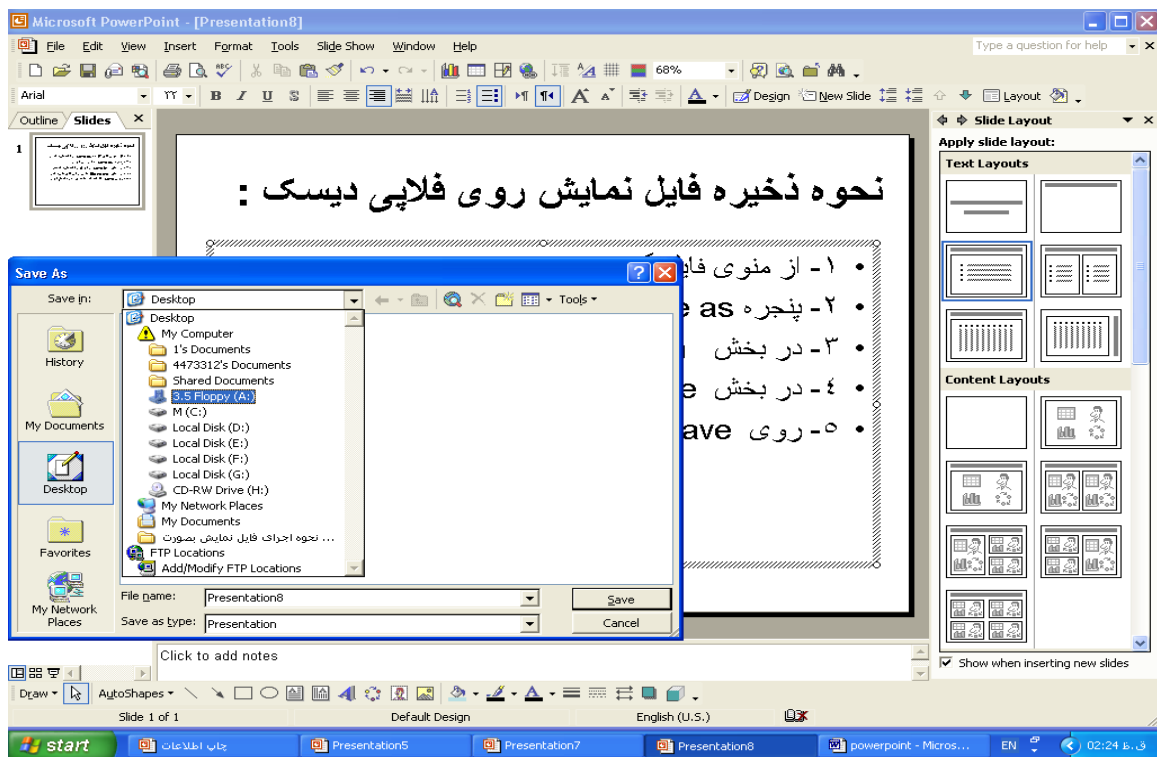 Microsoft PowerPoint - [Presentation8]
File Edit View Insert Format Tools Slide Show Window Help
Type a question for help
68%
Design New Slide Layout
Arial
Outline Slides
1
Slide Layout
Apply slide layout:
Text Layouts
Content Layouts
Show when inserting new slides
نحوه ذخیره فایل نمایش روی فلاپی دیسک :
• ۱- از منوی
• ۲- پنجره as
• ۳- در بخش
• ٤- در بخش
• ٥- روی
Save As
Save in: Desktop Tools
Desktop
My Computer
1's Documents
4473312's Documents
Shared Documents
3.5 Floppy (A:)
M (C:)
Local Disk (D:)
Local Disk (E:)
Local Disk (F:)
Local Disk (G:)
CD-RW Drive (H:)
My Network Places
My Documents
نحوه اجرای فایل نمایش بصورت ...
FTP Locations
Add/Modify FTP Locations
History
My Documents
Desktop
Favorites
My Network
Places
File name: Presentation8 Save
Save as type: Presentation Cancel
Click to add notes
Draw AutoShapes
Slide 1 of 1 Default Design English (U.S.)
start چاپ اطلاعات Presentation5 Presentation7 Presentation8 powerpoint - Micros... EN 02:24 ق.ظ